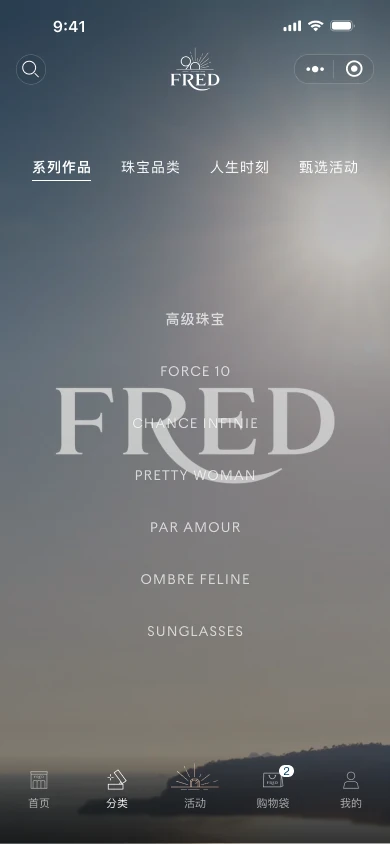 9:41
90
FRED
系列作品 珠宝品类 人生时刻 甄选活动
高级珠宝
FORCE 10
FRED
CHANCE INFINIE
PRETTY WOMAN
PAR AMOUR
OMBRE FELINE
SUNGLASSES
2
首页 分类 活动 购物袋 我的